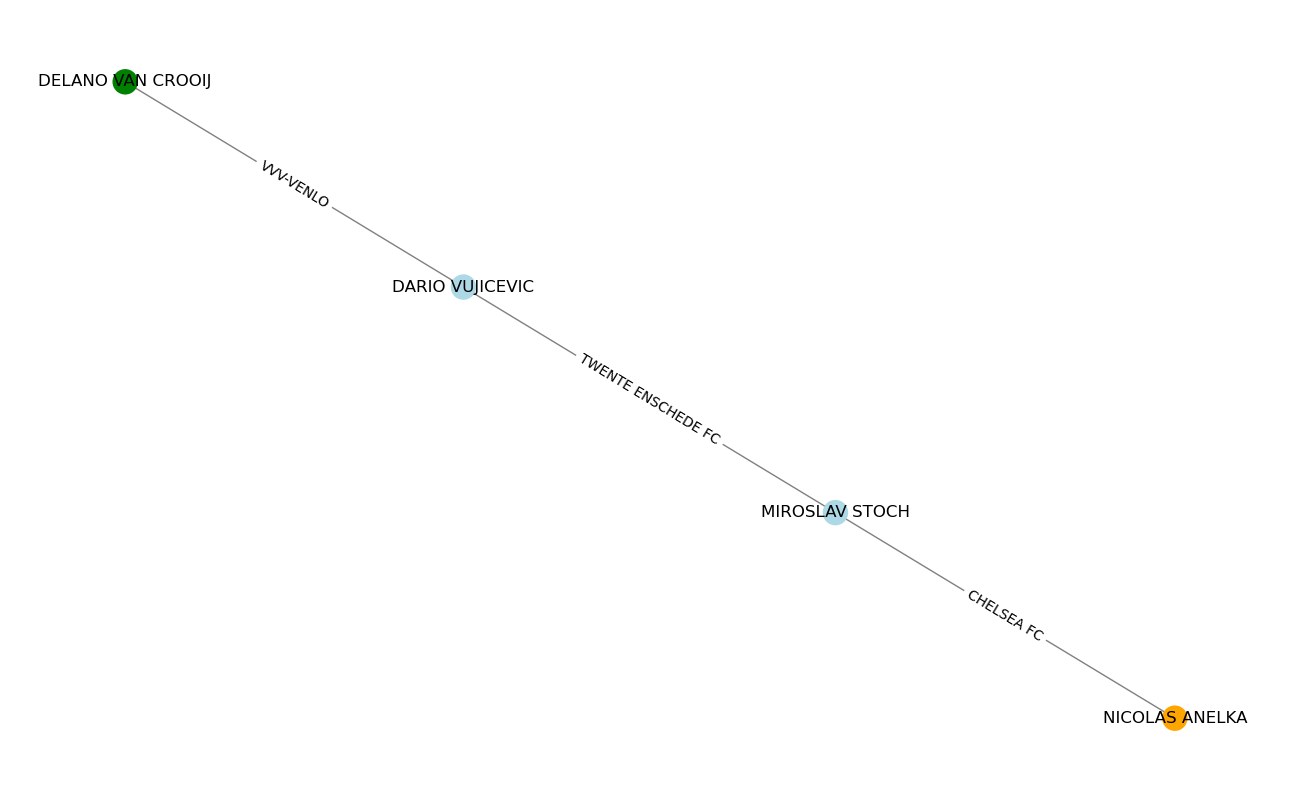 DELANO VAN CROOIJ
VVV-VENLO
DARIO VUJICEVIC
TWENTE ENSCHEDE FC
MIROSLAV STOCH
CHELSEA FC
NICOLAS ANELKA